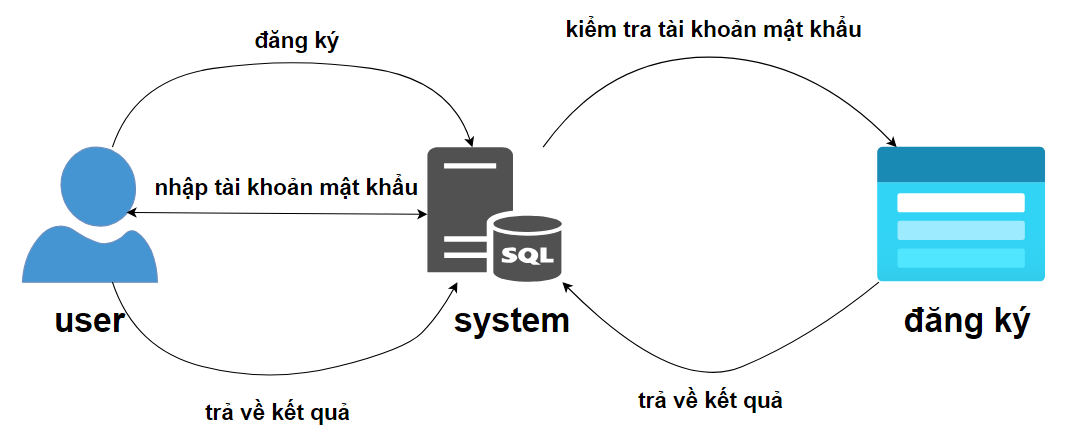 kiểm tra tài khoản mật khẩu
đăng ký
nhập tài khoản mật khẩu
SQL
user
system
đăng ký
trả về kết quả
trả về kết quả